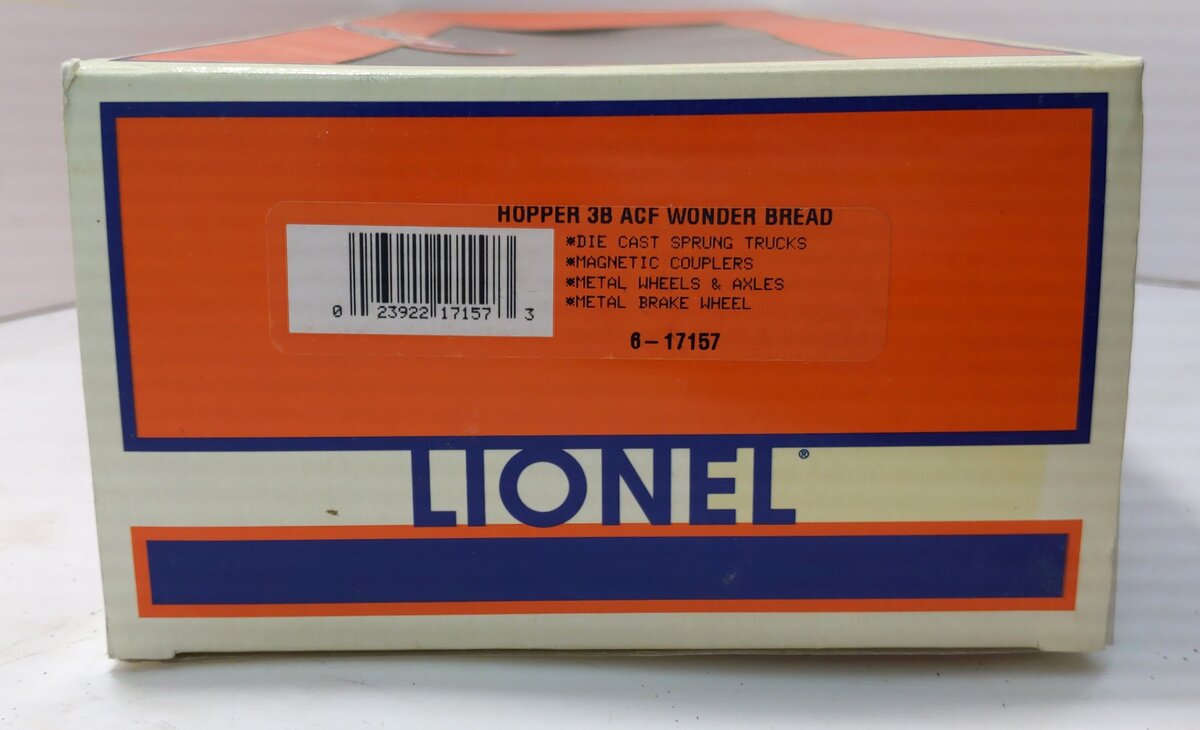 HOPPER 3B ACF WONDER BREAD
*DIE CAST SPRUNG TRUCKS
*MAGNETIC COUPLERS
*METAL WHEELS & AXLES
*METAL BRAKE WHEEL
0 23922 17157 3
6-17157
LIONEL®